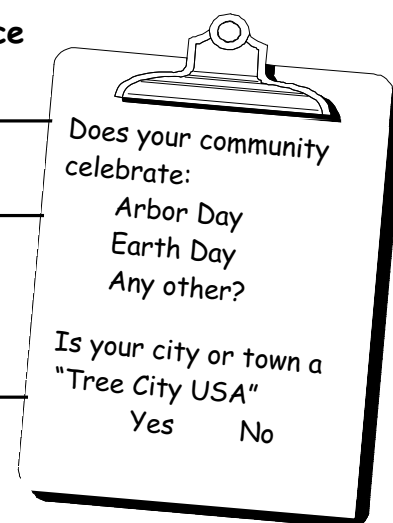 ce
Does your community
celebrate:
Arbor Day
Earth Day
Any other?
Is your city or town a
“Tree City USA”
Yes No